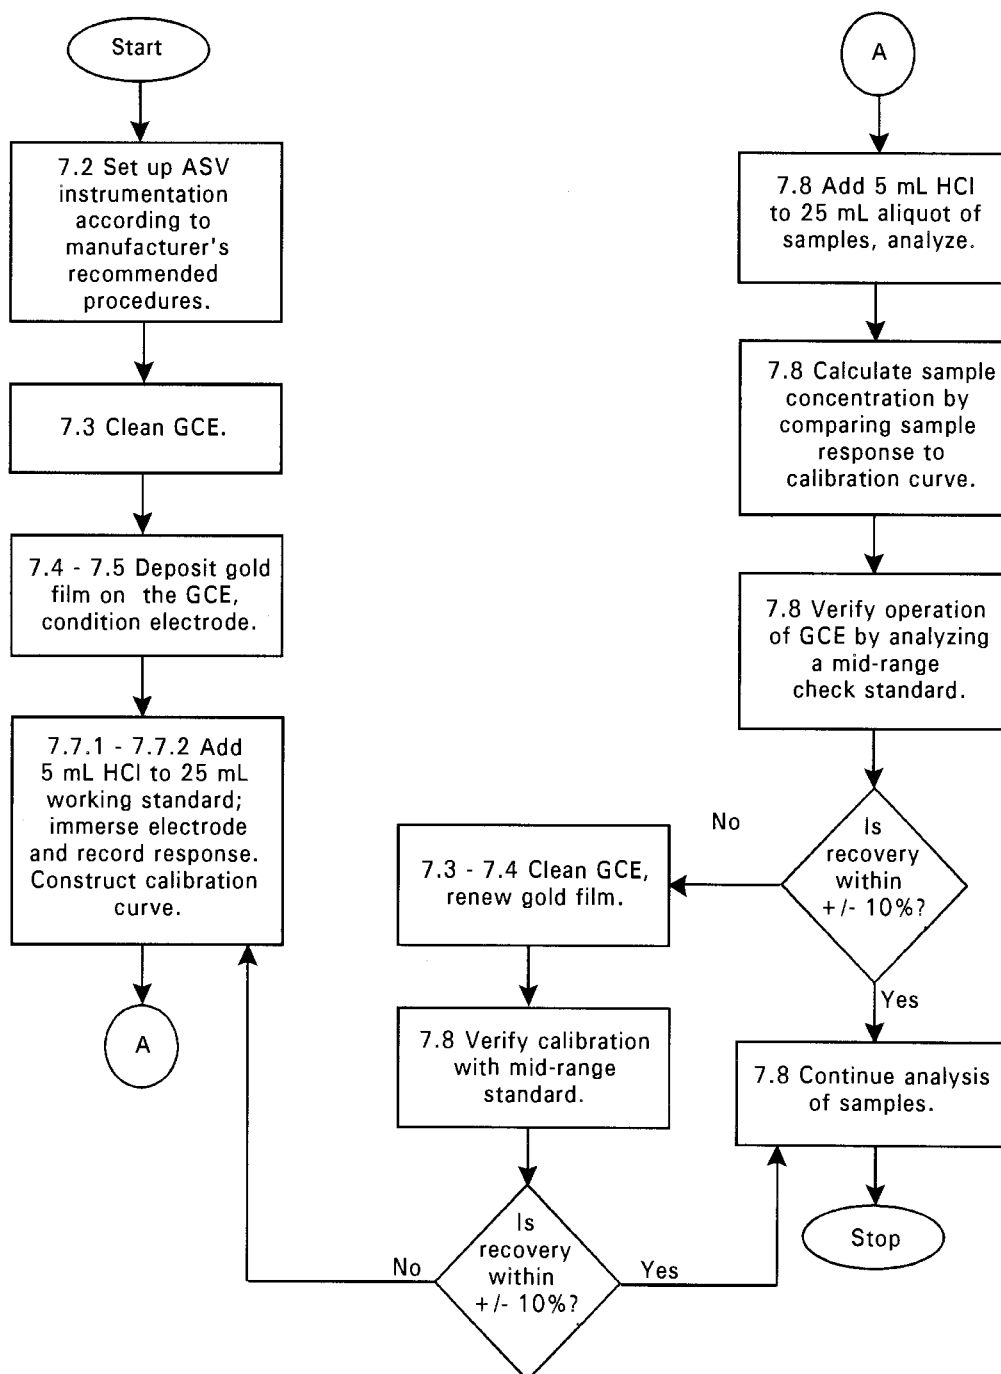 Start
7.2 Set up ASV
instrumentation
according to
manufacturer's
recommended
procedures.
7.3 Clean GCE.
7.4 - 7.5 Deposit gold
film on the GCE,
condition electrode.
7.7.1 - 7.7.2 Add
5 mL HCl to 25 mL
working standard;
immerse electrode
and record response.
Construct calibration
curve.
A
A
7.8 Add 5 mL HCl
to 25 mL aliquot of
samples, analyze.
7.8 Calculate sample
concentration by
comparing sample
response to
calibration curve.
7.8 Verify operation
of GCE by analyzing
a mid-range
check standard.
Is
recovery
within
+/- 10%?
No
Yes
7.3 - 7.4 Clean GCE,
renew gold film.
7.8 Verify calibration
with mid-range
standard.
Is
recovery
within
+/- 10%?
No
Yes
7.8 Continue analysis
of samples.
Stop